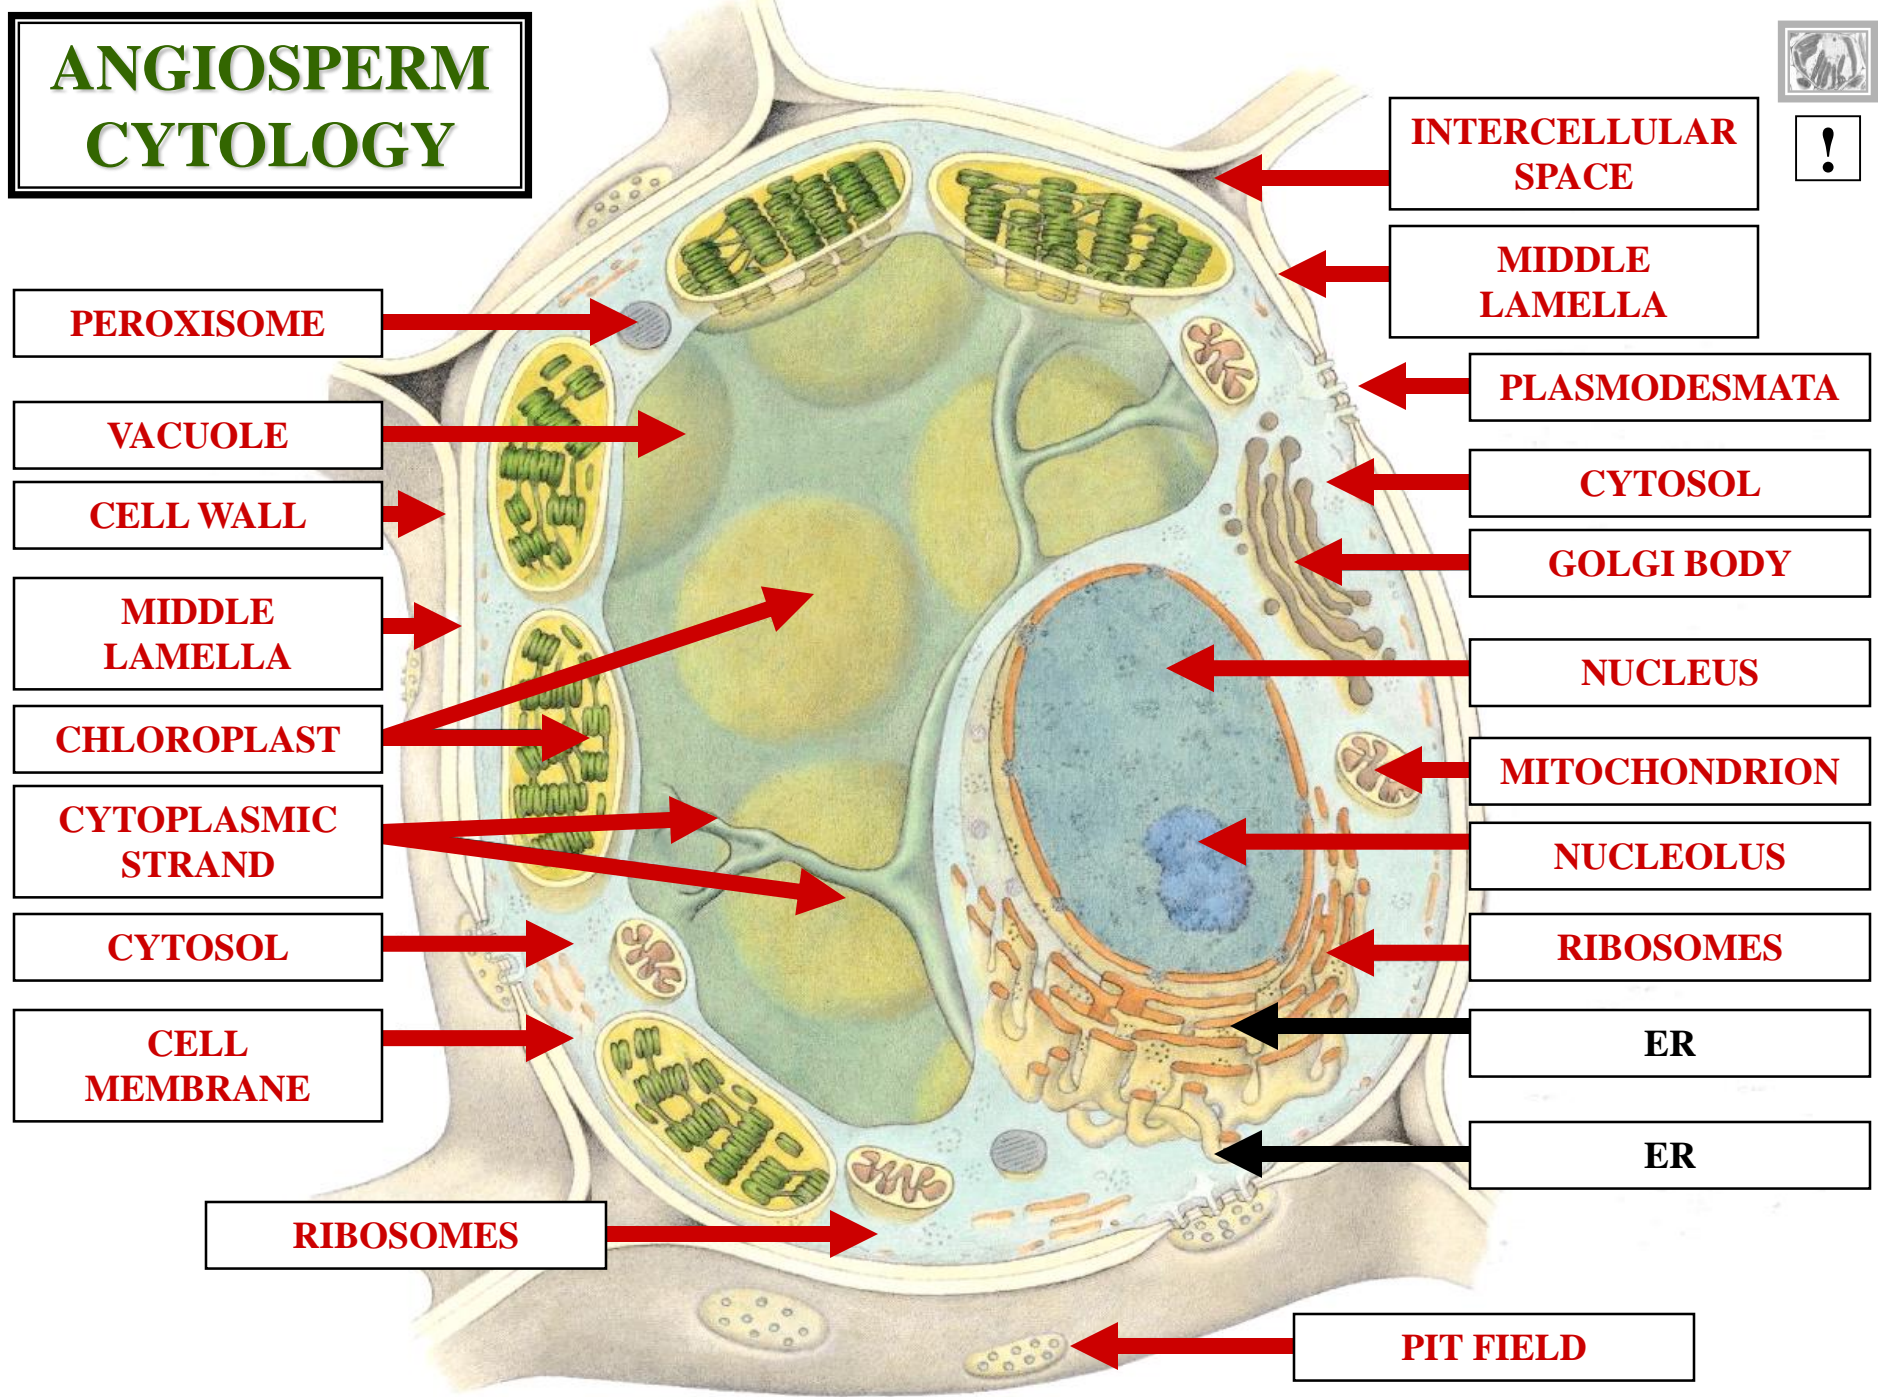 ANGIOSPERM
CYTOLOGY
!
INTERCELLULAR
SPACE
MIDDLE
LAMELLA
PEROXISOME
PLASMODESMATA
VACUOLE
CYTOSOL
CELL WALL
GOLGI BODY
MIDDLE
LAMELLA
NUCLEUS
CHLOROPLAST
MITOCHONDRION
CYTOPLASMIC
STRAND
NUCLEOLUS
CYTOSOL
RIBOSOMES
CELL
MEMBRANE
ER
ER
RIBOSOMES
PIT FIELD